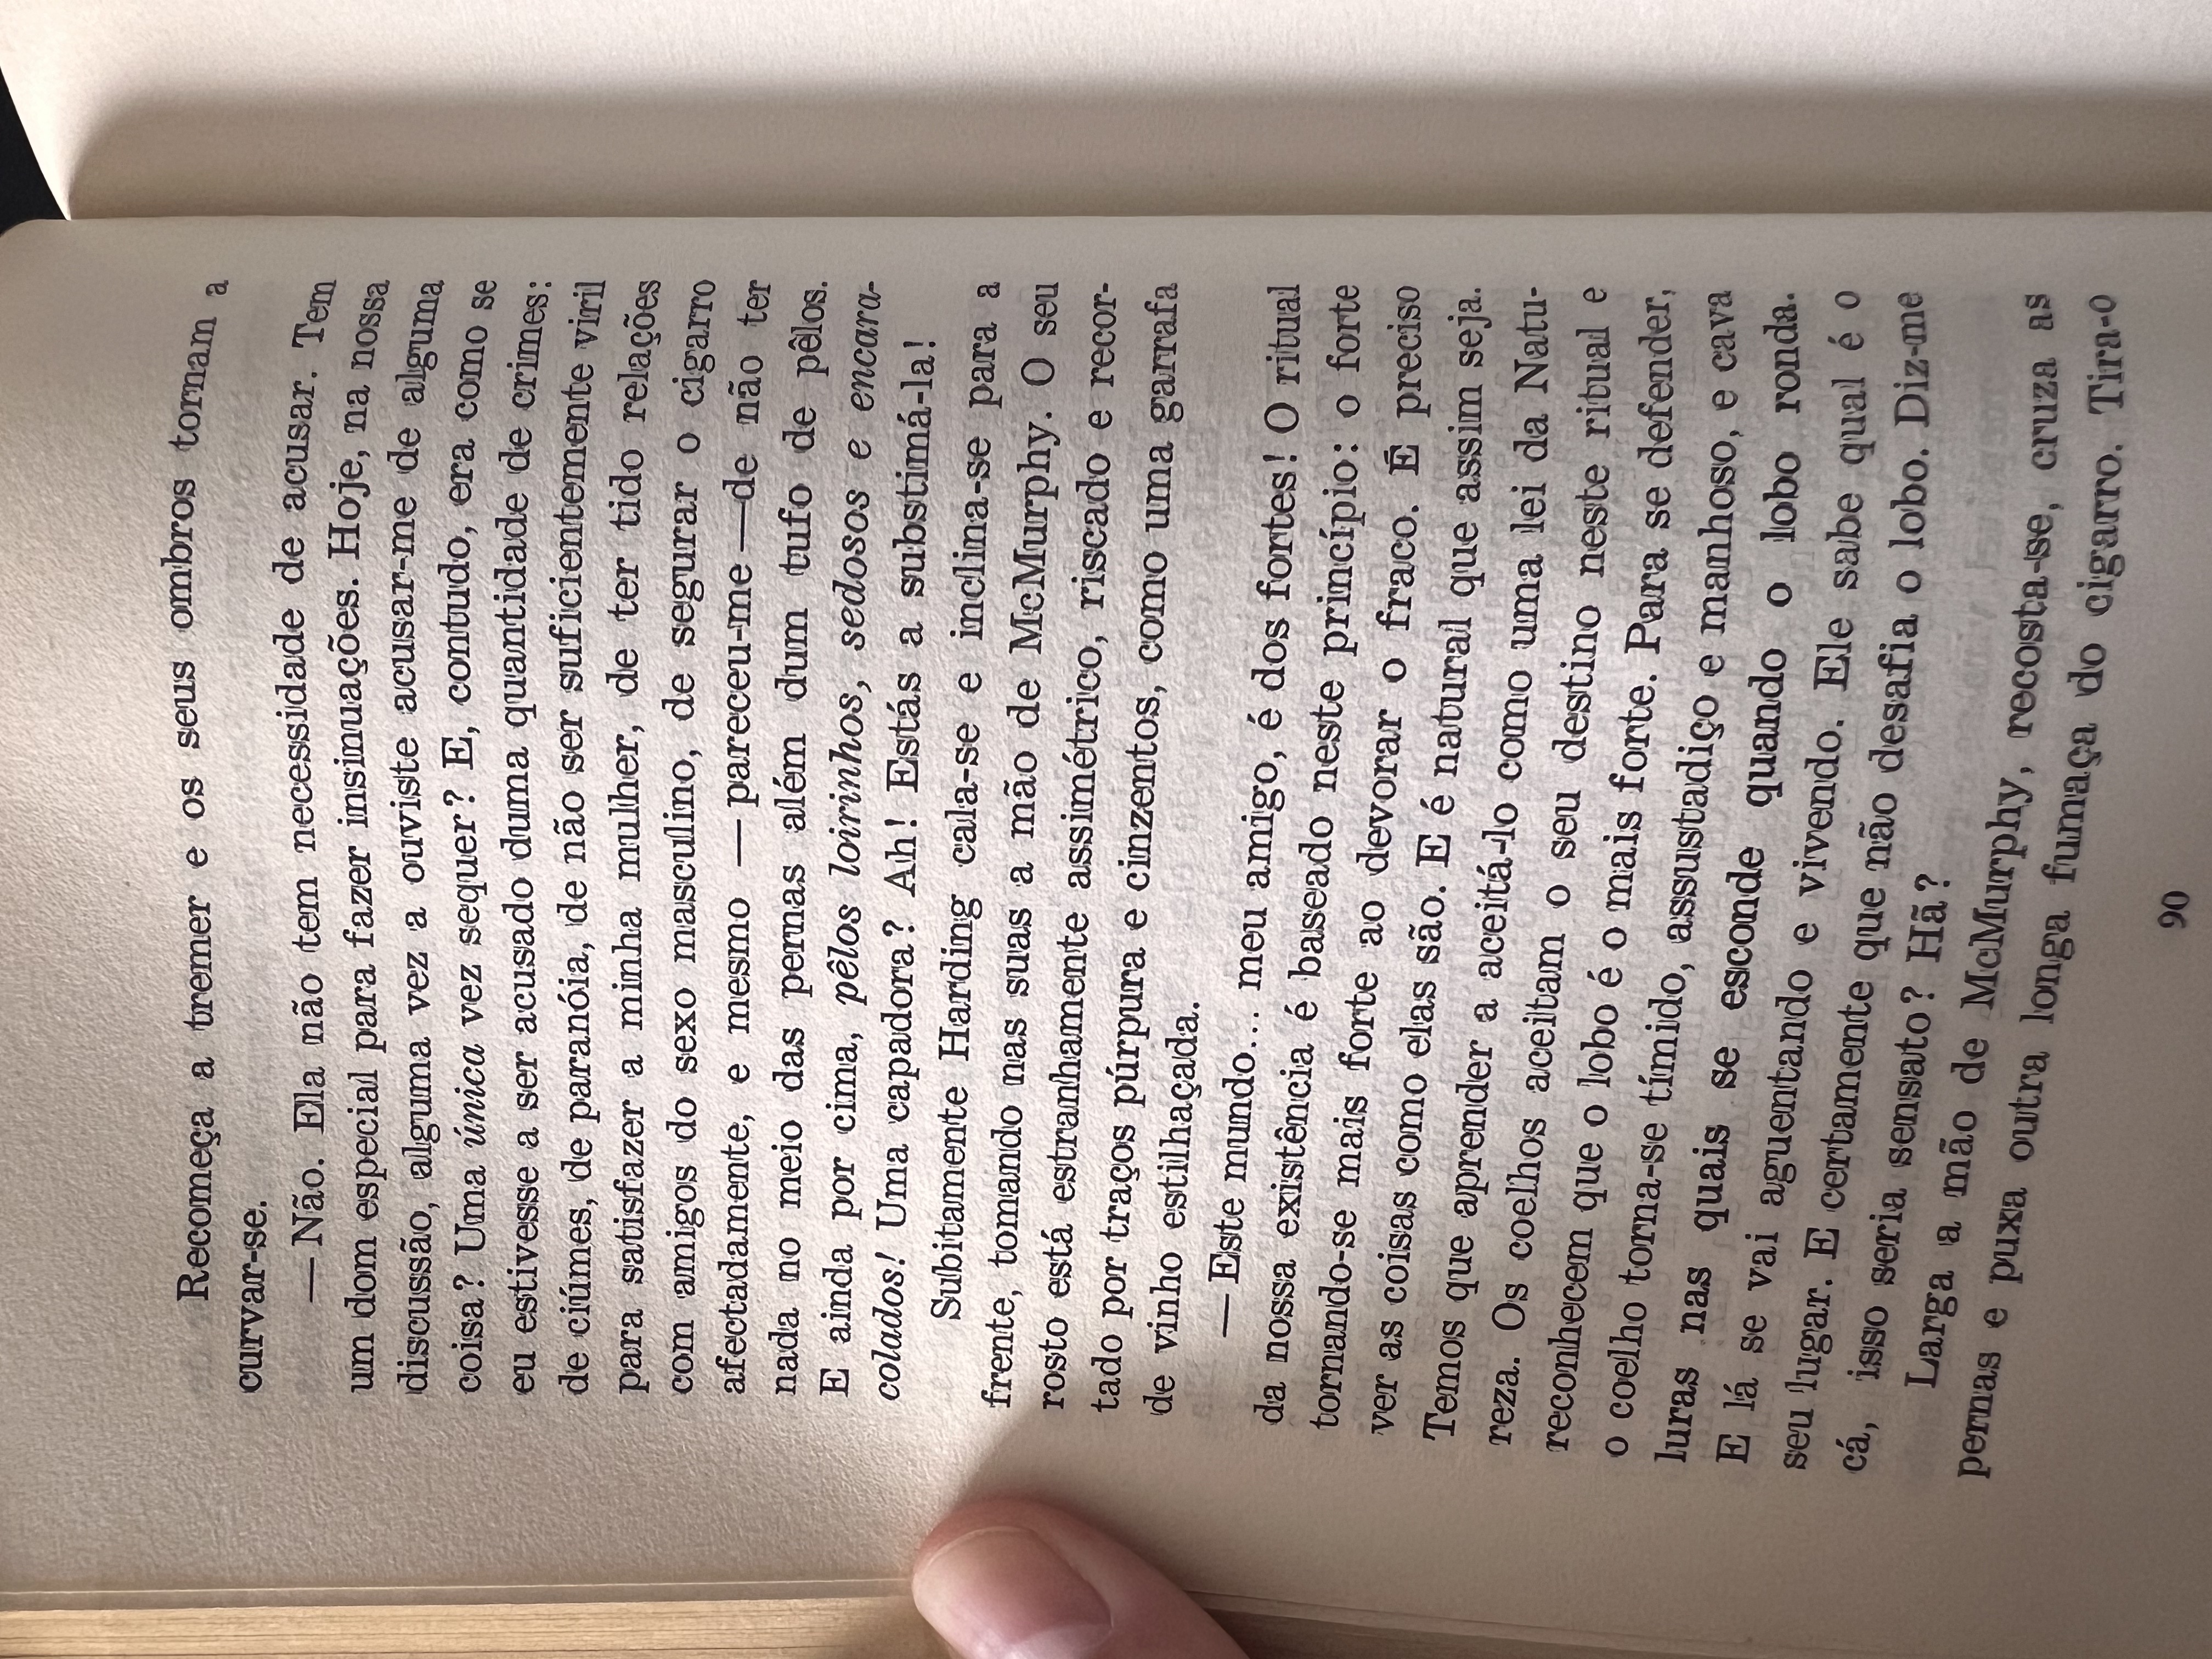 Recomeça a tremer e os seus ombros tornam a
curvar-se.
— Não. Ela não tem necessidade de acusar. Tem
um dom especial para fazer insinuações. Hoje, na nossa
discussão, alguma vez a ouviste acusar-me de alguma
coisa? Uma única vez sequer? E, contudo, era como se
eu estivesse a ser acusado duma quantidade de crimes:
de ciúmes, de paranóia, de não ser suficientemente viril
para satisfazer a minha mulher, de ter tido relações
com amigos do sexo masculino, de segurar o cigarro
afectadamente, e mesmo — pareceu-me — de não ter
nada no meio das pernas além dum tufo de pêlos.
E ainda por cima, pêlos loirinhos, sedosos e encara-
colados! Uma capadora? Ah! Estás a substimá-la!
Subitamente Harding cala-se e inclina-se para a
frente, tomando nas suas a mão de McMurphy. O seu
rosto está estranhamente assimétrico, riscado e recor-
tado por traços púrpura e cinzentos, como uma garrafa
de vinho estilhaçada.
— Este mundo... meu amigo, é dos fortes! O ritual
da nossa existência é baseado neste princípio: o forte
tornando-se mais forte ao devorar o fraco. É preciso
ver as coisas como elas são. E é natural que assim seja.
Temos que aprender a aceitá-lo como uma lei da Natu-
reza. Os coelhos aceitam o seu destino neste ritual e
reconhecem que o lobo é o mais forte. Para se defender,
o coelho torna-se tímido, assustadiço e manhoso, e cava
luras nas quais se esconde quando o lobo ronda.
E lá se vai aguentando e vivendo. Ele sabe qual é o
seu lugar. E certamente que não desafia o lobo. Diz-me
cá, isso seria sensato? Hã?
Larga a mão de McMurphy, recosta-se, cruza as
pernas e puxa outra longa fumaça do cigarro. Tira-o
90